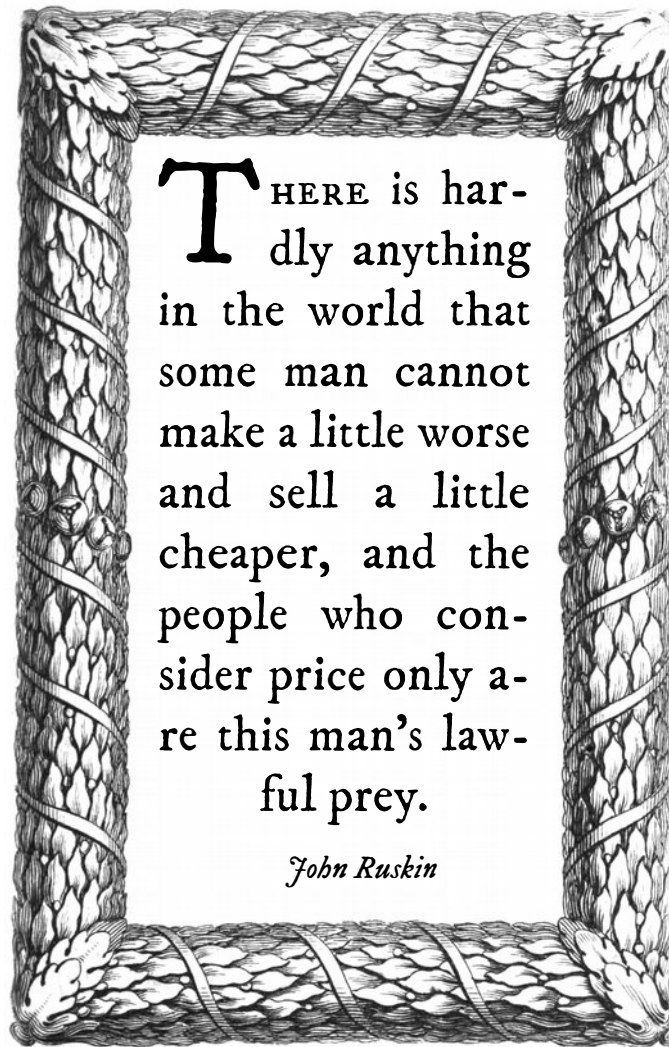 THERE is har-
dly anything
in the world that
some man cannot
make a little worse
and sell a little
cheaper, and the
people who con-
sider price only a-
re this man's law-
ful prey.
John Ruskin